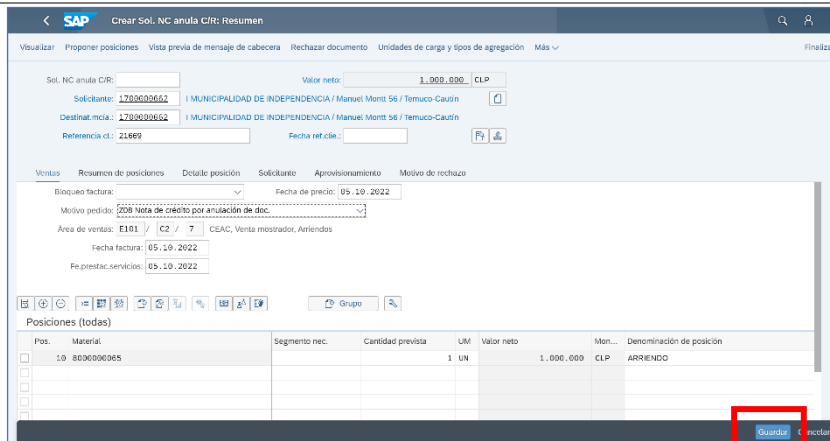 SAP Crear Sol. NC anula C/R: Resumen
Visualizar Proponer posiciones Vista previa de mensaje de cabecera Rechazar documento Unidades de carga y tipos de agregación Más
Sol. NC anula C/R: Valor neto: 1.000.000 CLP
Solicitante: 1700000662 I MUNICIPALIDAD DE INDEPENDENCIA / Manuel Montt 56 / Temuco-Cautín
Destinat.mcía.: 1700000662 I MUNICIPALIDAD DE INDEPENDENCIA / Manuel Montt 56 / Temuco-Cautín
Referencia cl.: 21669 Fecha ref.clie.:
Ventas Resumen de posiciones Detalle posición Solicitante Aprovisionamiento Motivo de rechazo
Bloqueo factura: Fecha de precio: 05.10.2022
Motivo pedido: Z08 Nota de crédito por anulación de doc.
Área de ventas: E101 / C2 / 7 CEAC, Venta mostrador, Arriendos
Fecha factura: 05.10.2022
Fe.prestac.servicios: 05.10.2022
Grupo
Posiciones (todas)
Pos. Material Segmento nec. Cantidad prevista UM Valor neto Mon... Denominación de posición
10 8000000065 1 UN 1.000.000 CLP ARRIENDO
Guardar Cancelar